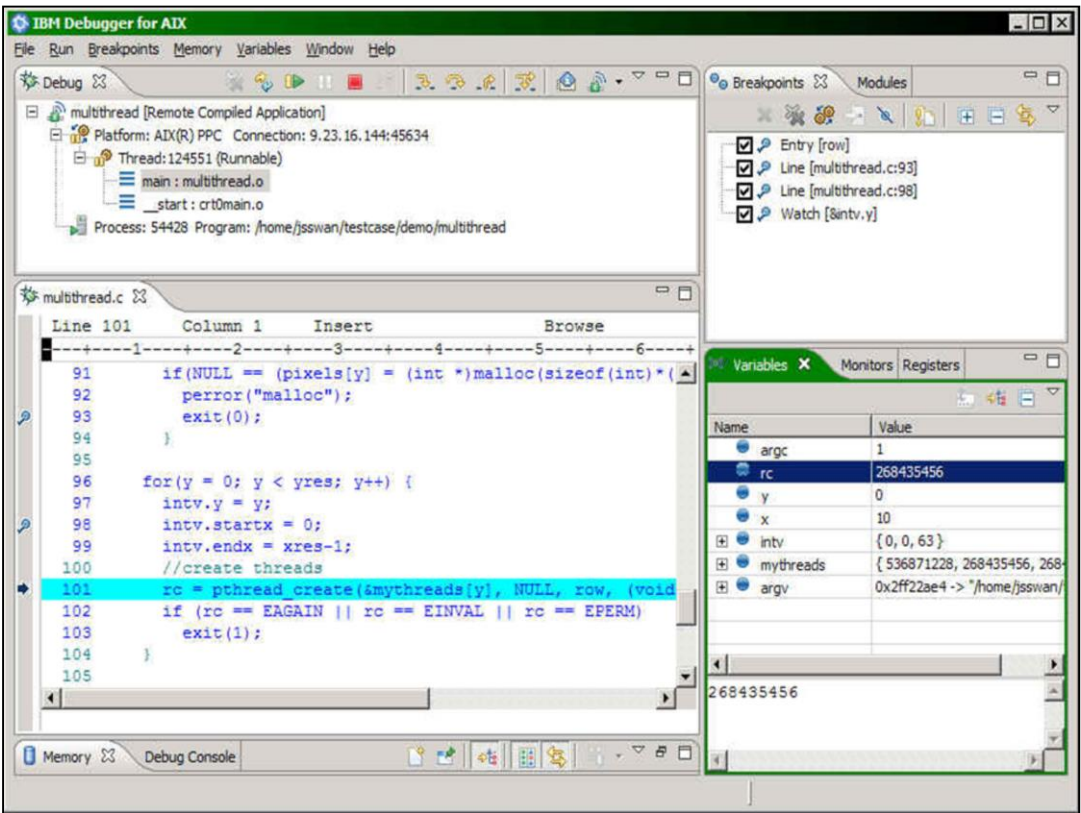 IBM Debugger for AIX
File Run Breakpoints Memory Variables Window Help
Debug
multithread [Remote Compiled Application]
Platform: AIX(R) PPC Connection: 9.23.16.144:45634
Thread:124551 (Runnable)
main : multithread.o
__start : crt0main.o
Process: 54428 Program: /home/jsswan/testcase/demo/multithread
Breakpoints Modules
Entry [row]
Line [multithread.c:93]
Line [multithread.c:98]
Watch [&intv.y]
multithread.c
Line 101 Column 1 Insert Browse
----+----1----+----2----+----3----+----4----+----5----+----6----+
91 if(NULL == (pixels[y] = (int *)malloc(sizeof(int)*(
92 perror("malloc");
93 exit(0);
94 }
95
96 for(y = 0; y < yres; y++) {
97 intv.y = y;
98 intv.startx = 0;
99 intv.endx = xres-1;
100 //create threads
101 rc = pthread_create(&mythreads[y], NULL, row, (void
102 if (rc == EAGAIN || rc == EINVAL || rc == EPERM)
103 exit(1);
104 }
105
Variables Monitors Registers
Name Value
argc 1
rc 268435456
y 0
x 10
intv {0, 0, 63}
mythreads {536871228, 268435456, 268
argv 0x2ff22ae4 -> "/home/jsswan/
268435456
Memory Debug Console